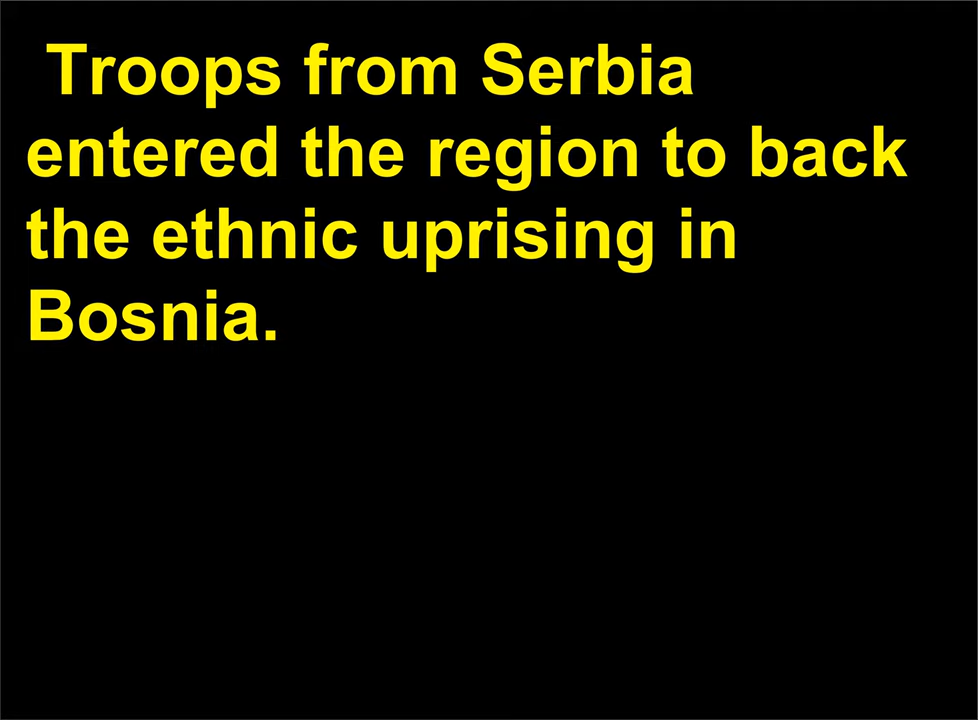 Troops from Serbia
entered the region to back
the ethnic uprising in
Bosnia.